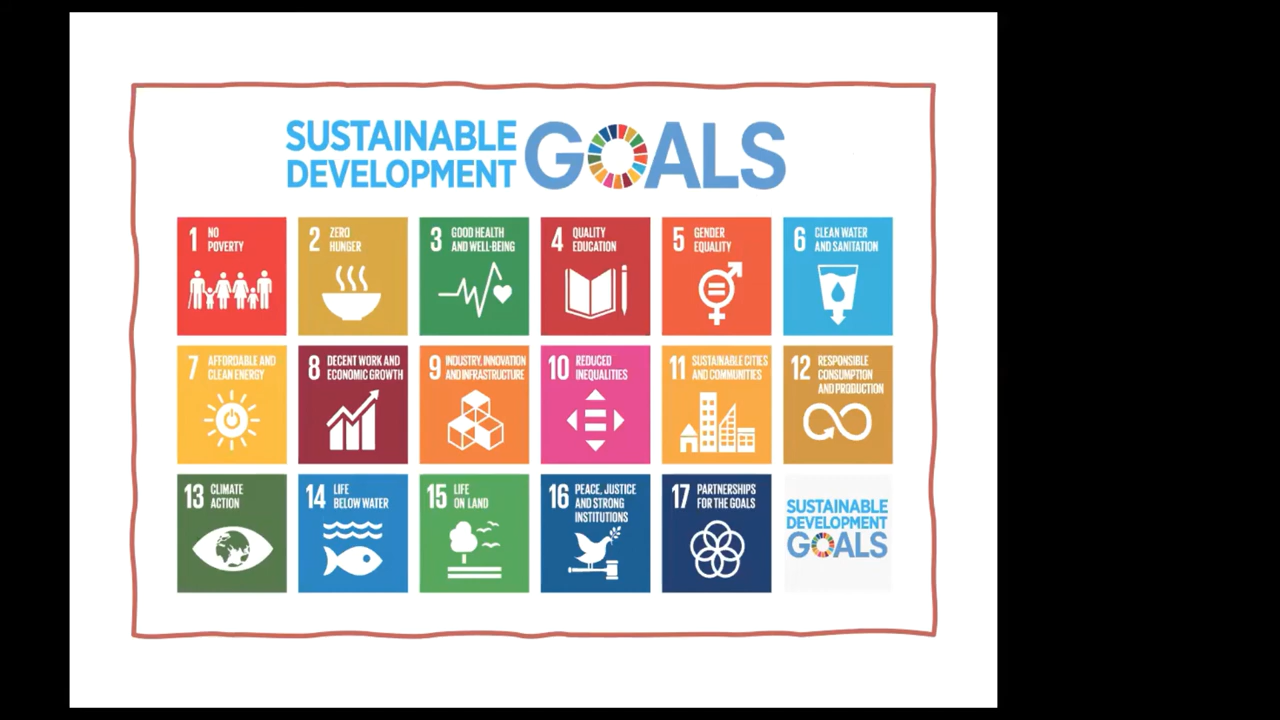 SUSTAINABLE
DEVELOPMENT
GOALS
1 NO
POVERTY
2 ZERO
HUNGER
3 GOOD HEALTH
AND WELL-BEING
4 QUALITY
EDUCATION
5 GENDER
EQUALITY
6 CLEAN WATER
AND SANITATION
7 AFFORDABLE AND
CLEAN ENERGY
8 DECENT WORK AND
ECONOMIC GROWTH
9 INDUSTRY, INNOVATION
AND INFRASTRUCTURE
10 REDUCED
INEQUALITIES
11 SUSTAINABLE CITIES
AND COMMUNITIES
12 RESPONSIBLE
CONSUMPTION
AND PRODUCTION
13 CLIMATE
ACTION
14 LIFE
BELOW WATER
15 LIFE
ON LAND
16 PEACE, JUSTICE
AND STRONG
INSTITUTIONS
17 PARTNERSHIPS
FOR THE GOALS
SUSTAINABLE
DEVELOPMENT
GOALS